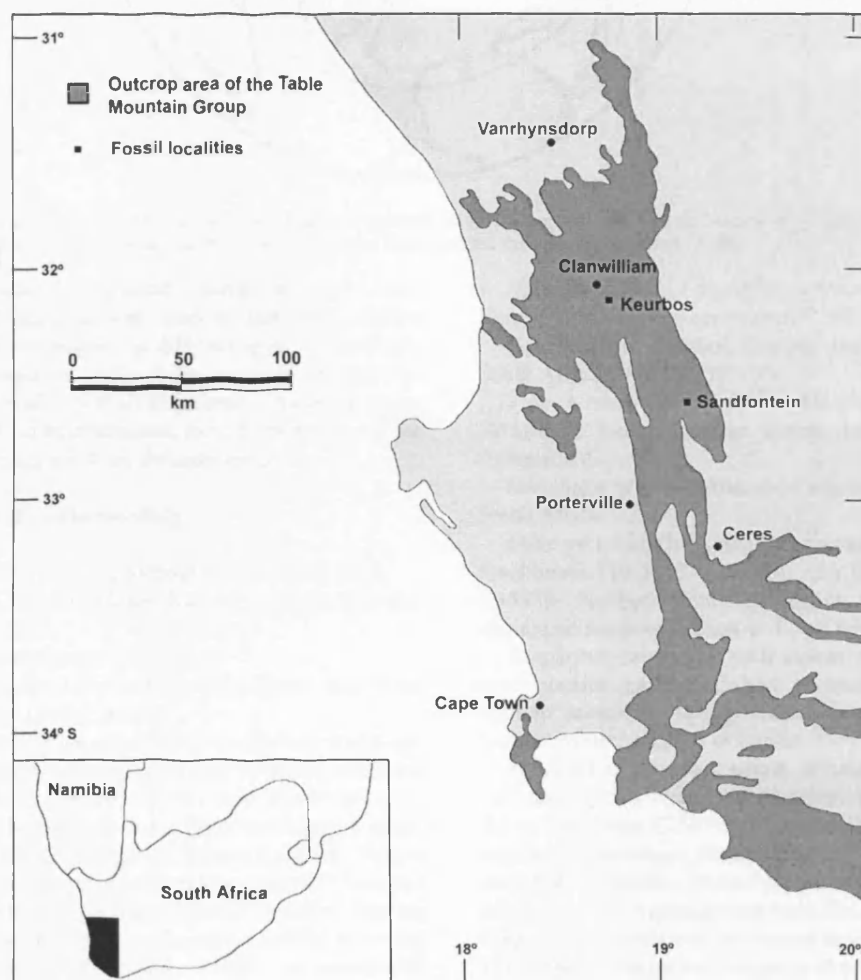 31°
Outcrop area of the Table
Mountain Group
Fossil localities
Vanrhynsdorp
32°
Clanwilliam
Keurbos
0 50 100
km
Sandfontein
33°
Porterville
Ceres
Cape Town
34°S
Namibia
South Africa
18° 19° 20°